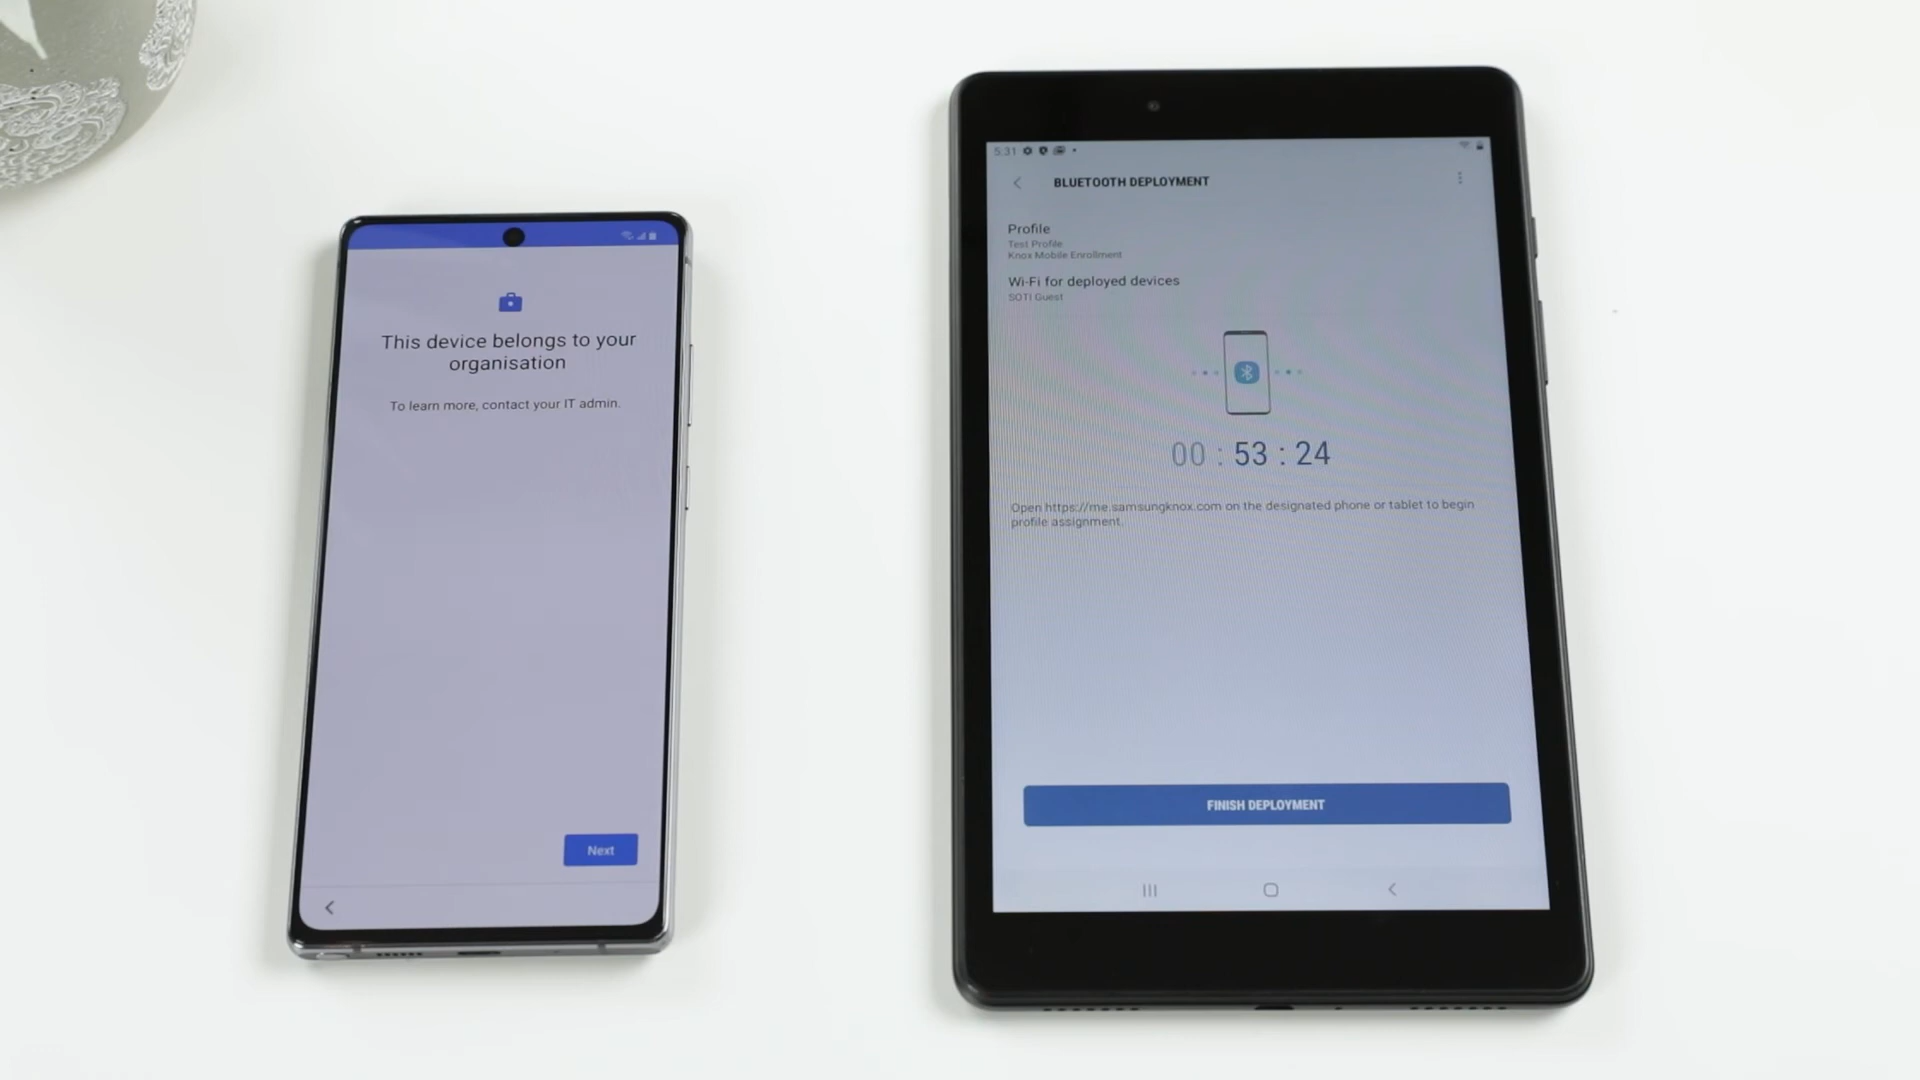 This device belongs to your
organisation
To learn more, contact your IT admin.
Next
5:31
BLUETOOTH DEPLOYMENT
Profile
Test Profile
Knox Mobile Enrollment
Wi-Fi for deployed devices
SOTI Guest
00 : 53 : 24
Open https://me.samsungknox.com on the designated phone or tablet to begin
profile assignment.
FINISH DEPLOYMENT